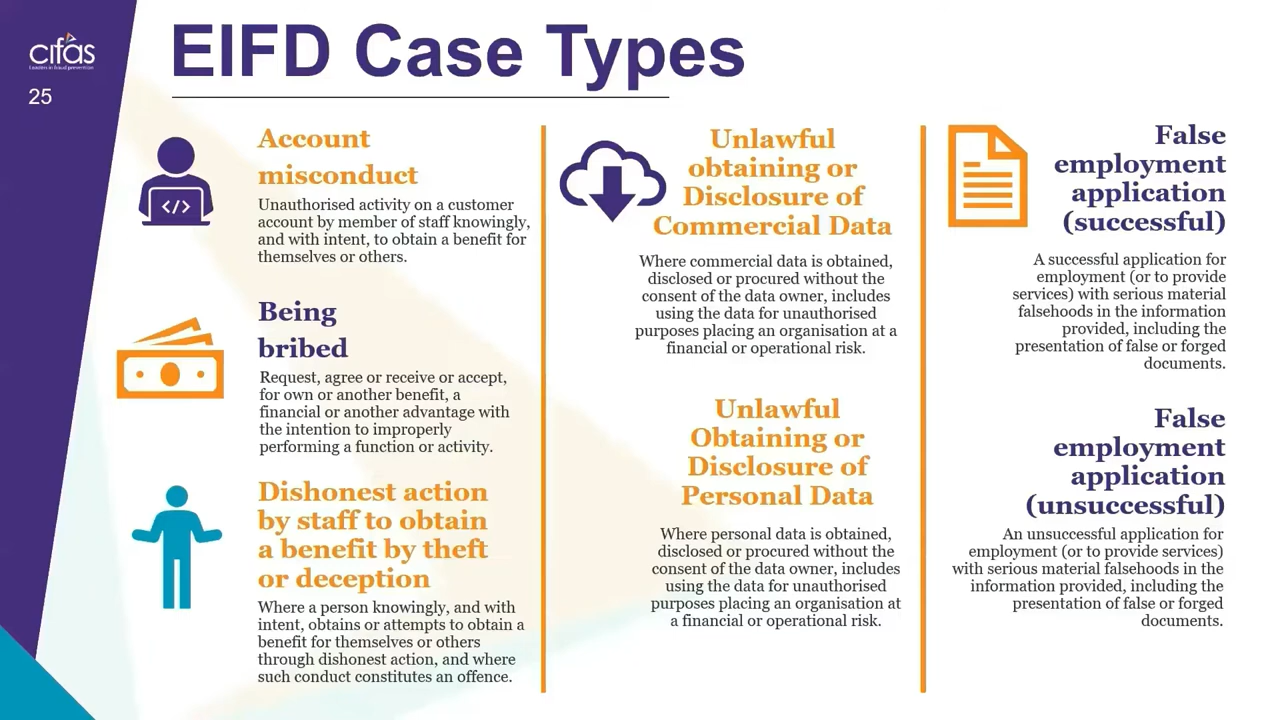 cifas
Leaders in fraud prevention
25
EIFD Case Types
Account
misconduct
Unauthorised activity on a customer
account by member of staff knowingly,
and with intent, to obtain a benefit for
themselves or others.
Being
bribed
Request, agree or receive or accept,
for own or another benefit, a
financial or another advantage with
the intention to improperly
performing a function or activity.
Dishonest action
by staff to obtain
a benefit by theft
or deception
Where a person knowingly, and with
intent, obtains or attempts to obtain a
benefit for themselves or others
through dishonest action, and where
such conduct constitutes an offence.
Unlawful
obtaining or
Disclosure of
Commercial Data
Where commercial data is obtained,
disclosed or procured without the
consent of the data owner, includes
using the data for unauthorised
purposes placing an organisation at a
financial or operational risk.
Unlawful
Obtaining or
Disclosure of
Personal Data
Where personal data is obtained,
disclosed or procured without the
consent of the data owner, includes
using the data for unauthorised
purposes placing an organisation at
a financial or operational risk.
False
employment
application
(successful)
A successful application for
employment (or to provide
services) with serious material
falsehoods in the information
provided, including the
presentation of false or forged
documents.
False
employment
application
(unsuccessful)
An unsuccessful application for
employment (or to provide services)
with serious material falsehoods in the
information provided, including the
presentation of false or forged
documents.